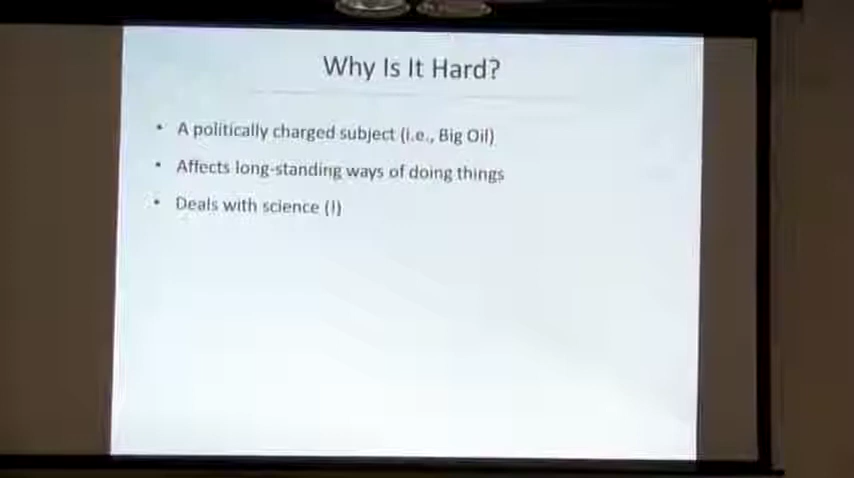 Why Is It Hard?
• A politically charged subject (i.e., Big Oil)
• Affects long-standing ways of doing things
• Deals with science (!)